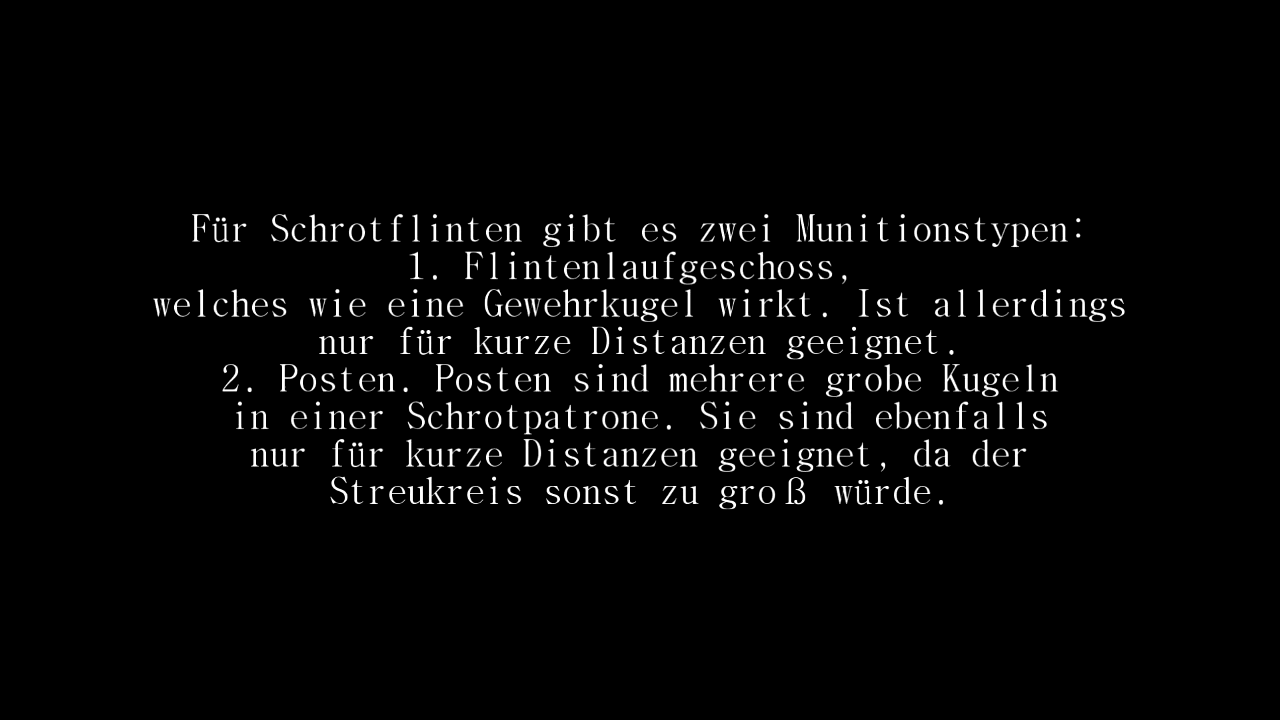 Für Schrotflinten gibt es zwei Munitionstypen:
1. Flintenlaufgeschoss,
welches wie eine Gewehrkugel wirkt. Ist allerdings
nur für kurze Distanzen geeignet.
2. Posten. Posten sind mehrere grobe Kugeln
in einer Schrotpatrone. Sie sind ebenfalls
nur für kurze Distanzen geeignet, da der
Streukreis sonst zu groß würde.